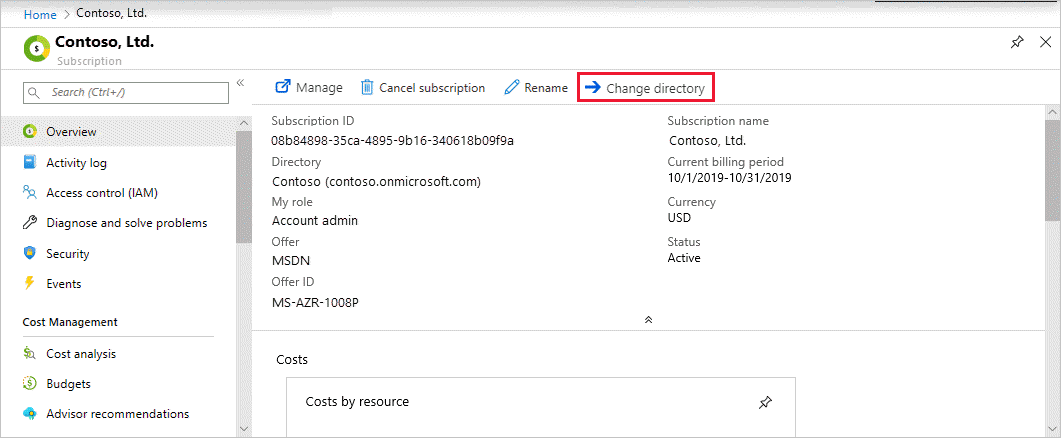 Home > Contoso, Ltd.
Contoso, Ltd.
Subscription
Search (Ctrl+/)
«
Overview
Activity log
Access control (IAM)
Diagnose and solve problems
Security
Events
Cost Management
Cost analysis
Budgets
Advisor recommendations
Manage Cancel subscription Rename Change directory
Subscription ID
08b84898-35ca-4895-9b16-340618b09f9a
Directory
Contoso (contoso.onmicrosoft.com)
My role
Account admin
Offer
MSDN
Offer ID
MS-AZR-1008P
Subscription name
Contoso, Ltd.
Current billing period
10/1/2019-10/31/2019
Currency
USD
Status
Active
Costs
Costs by resource